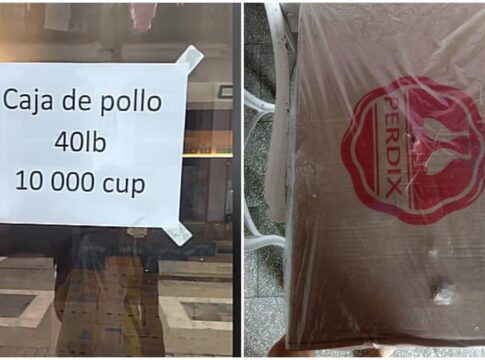 Caja de pollo
40lb
10 000 cup
PERDIX